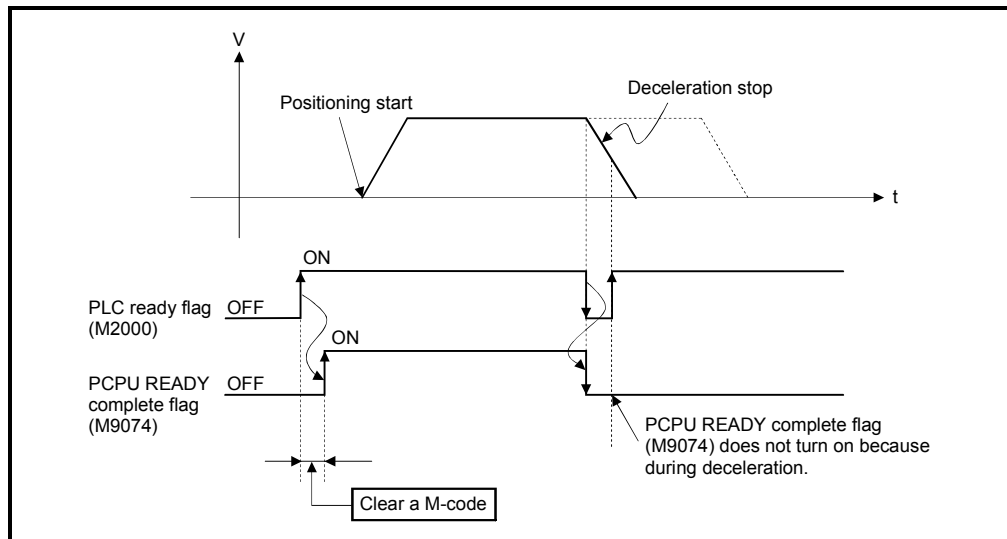 V
Deceleration stop
Positioning start
t
ON
PLC ready flag
(M2000)
OFF
ON
PCPU READY
complete flag
(M9074)
OFF
PCPU READY complete flag
(M9074) does not turn on because
during deceleration.
Clear a M-code